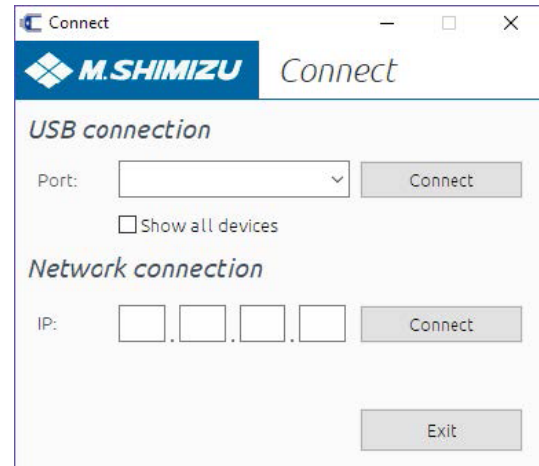 Connect
M.SHIMIZU Connect
USB connection
Port: Connect
Show all devices
Network connection
IP: . . . Connect
Exit